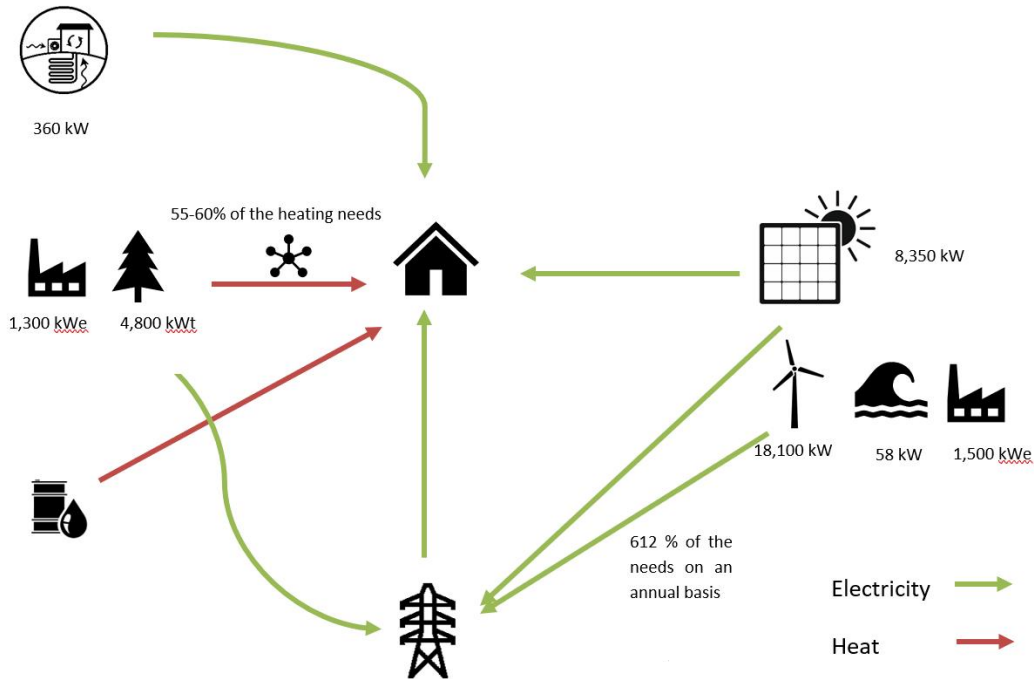 360 kW
55-60% of the heating needs
8,350 kW
1,300 kWe
4,800 kWt
18,100 kW
58 kW
1,500 kWe
612 % of the
needs on an
annual basis
Electricity
Heat